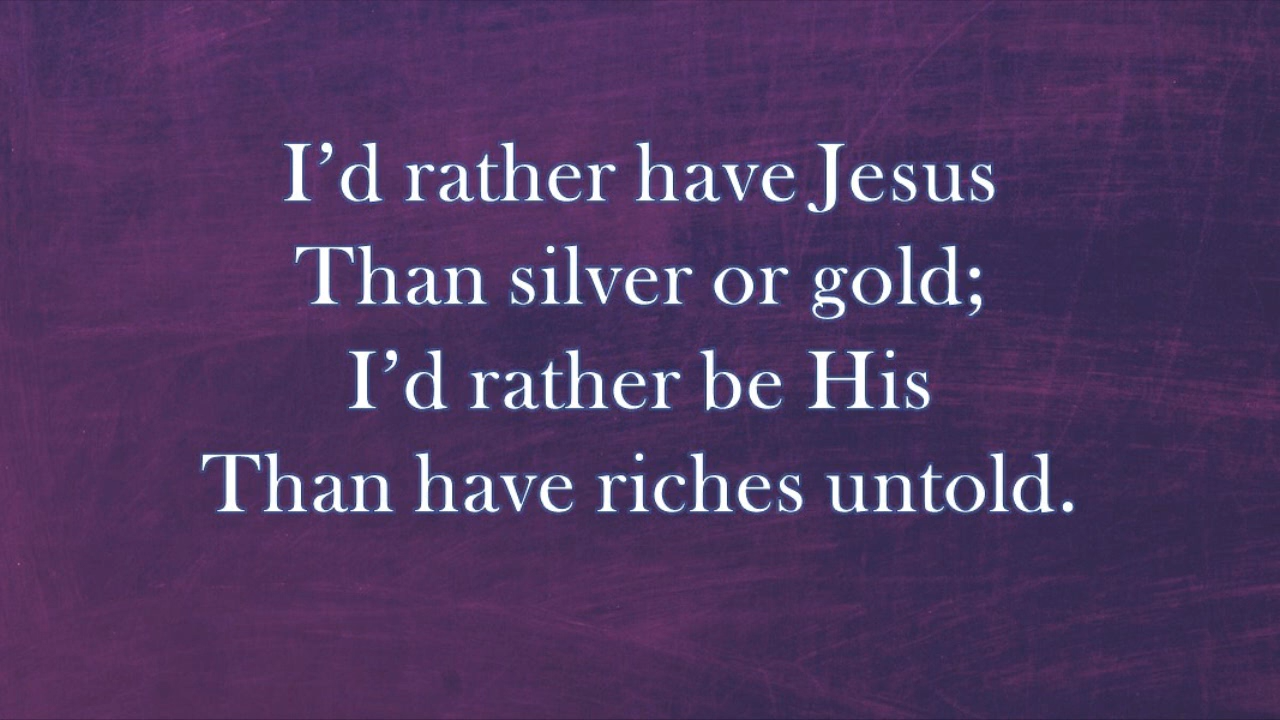 I’d rather have Jesus
Than silver or gold;
I’d rather be His
Than have riches untold.